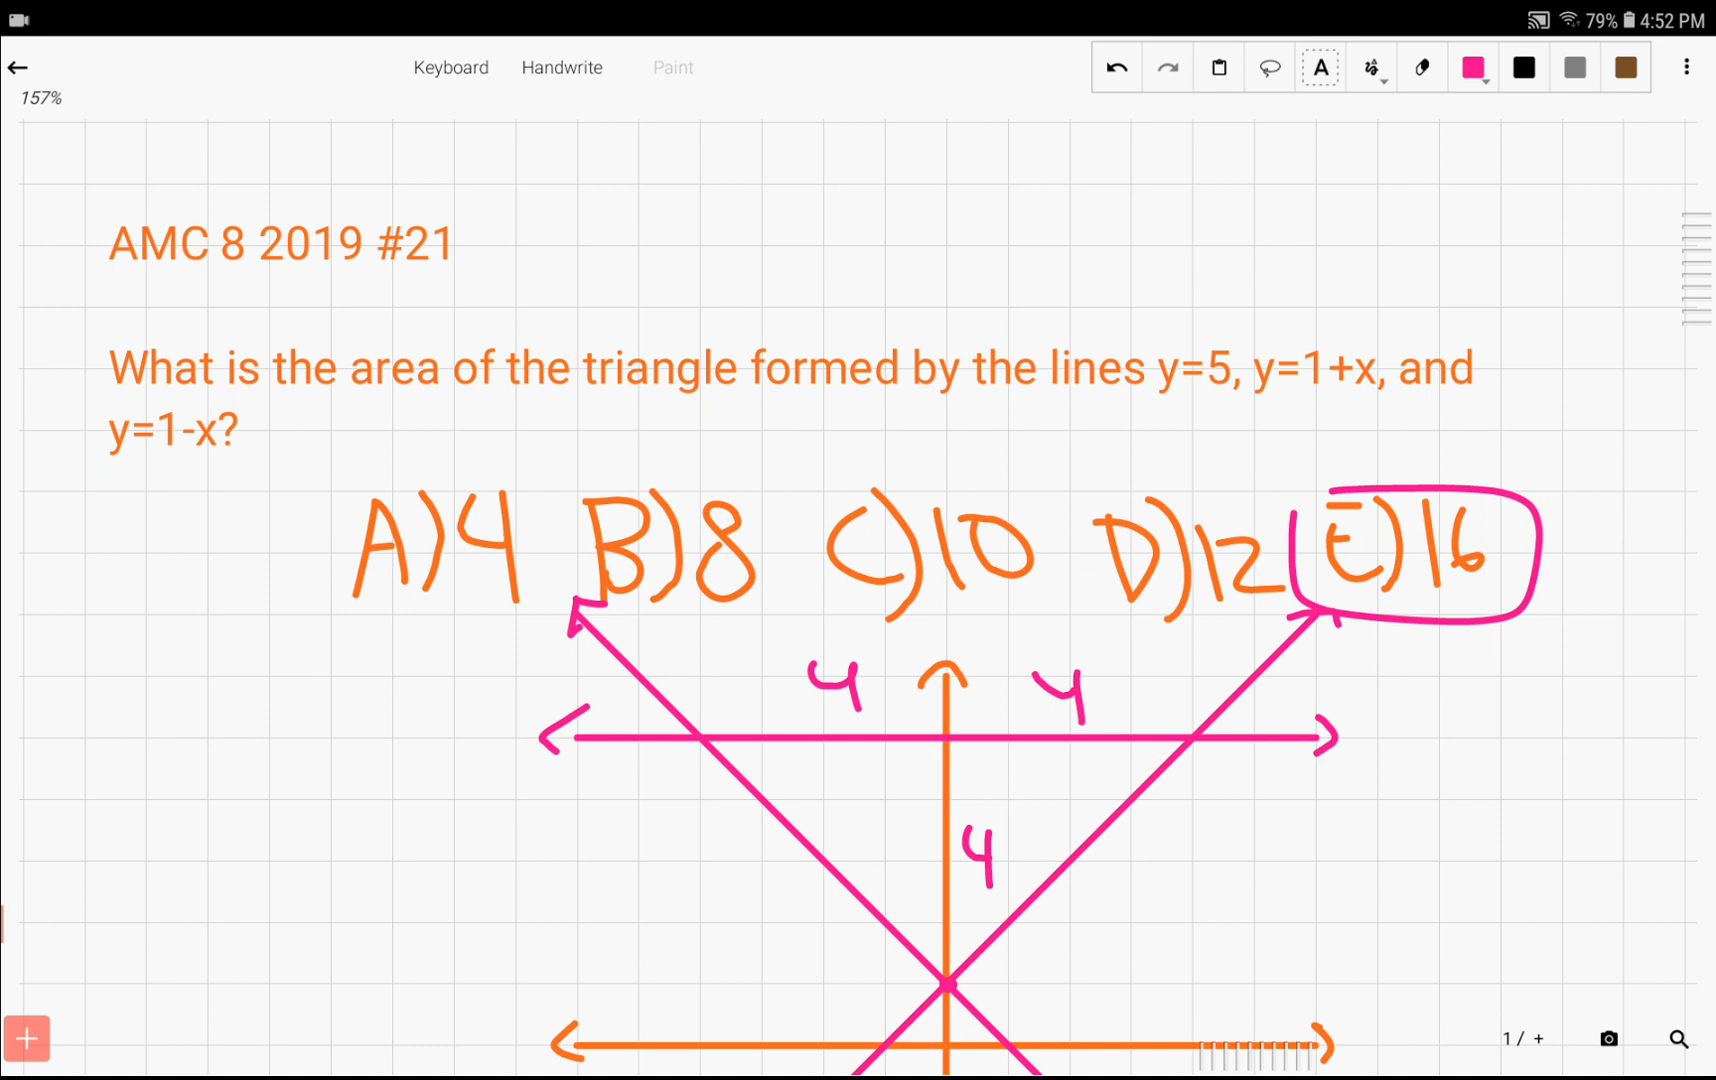 79% 4:52 PM
Keyboard Handwrite Paint A
157%
AMC 8 2019 #21
What is the area of the triangle formed by the lines y=5, y=1+x, and
y=1-x?
A)4 B)8 C)10 D)12 E)16
4 4
4
1 / +